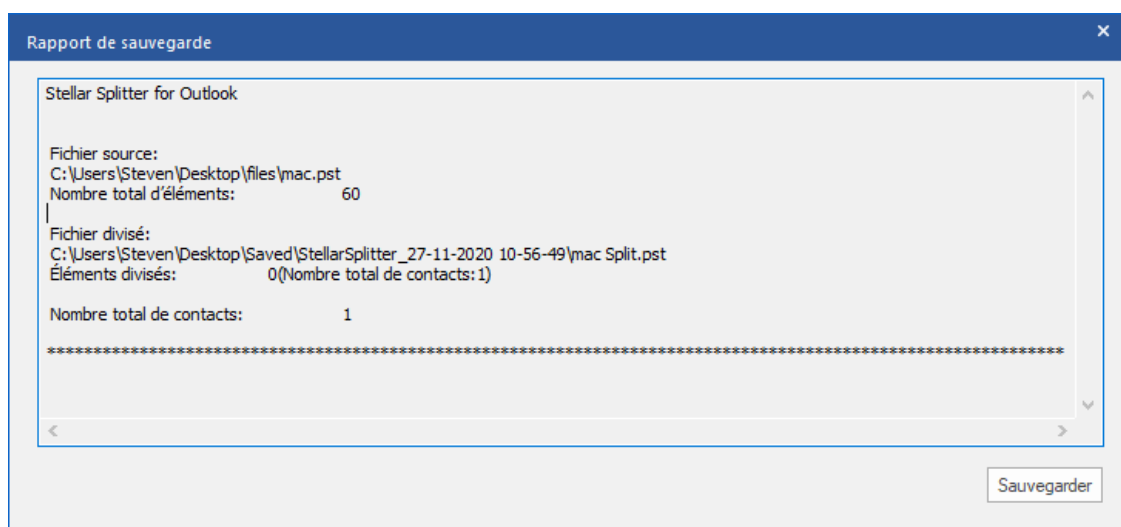 Rapport de sauvegarde
Stellar Splitter for Outlook
Fichier source:
C:\Users\Steven\Desktop\files\mac.pst
Nombre total d'éléments: 60
Fichier divisé:
C:\Users\Steven\Desktop\Saved\StellarSplitter_27-11-2020 10-56-49\mac Split.pst
Éléments divisés: 0(Nombre total de contacts:1)
Nombre total de contacts: 1
**************************************************************************************************************
Sauvegarder